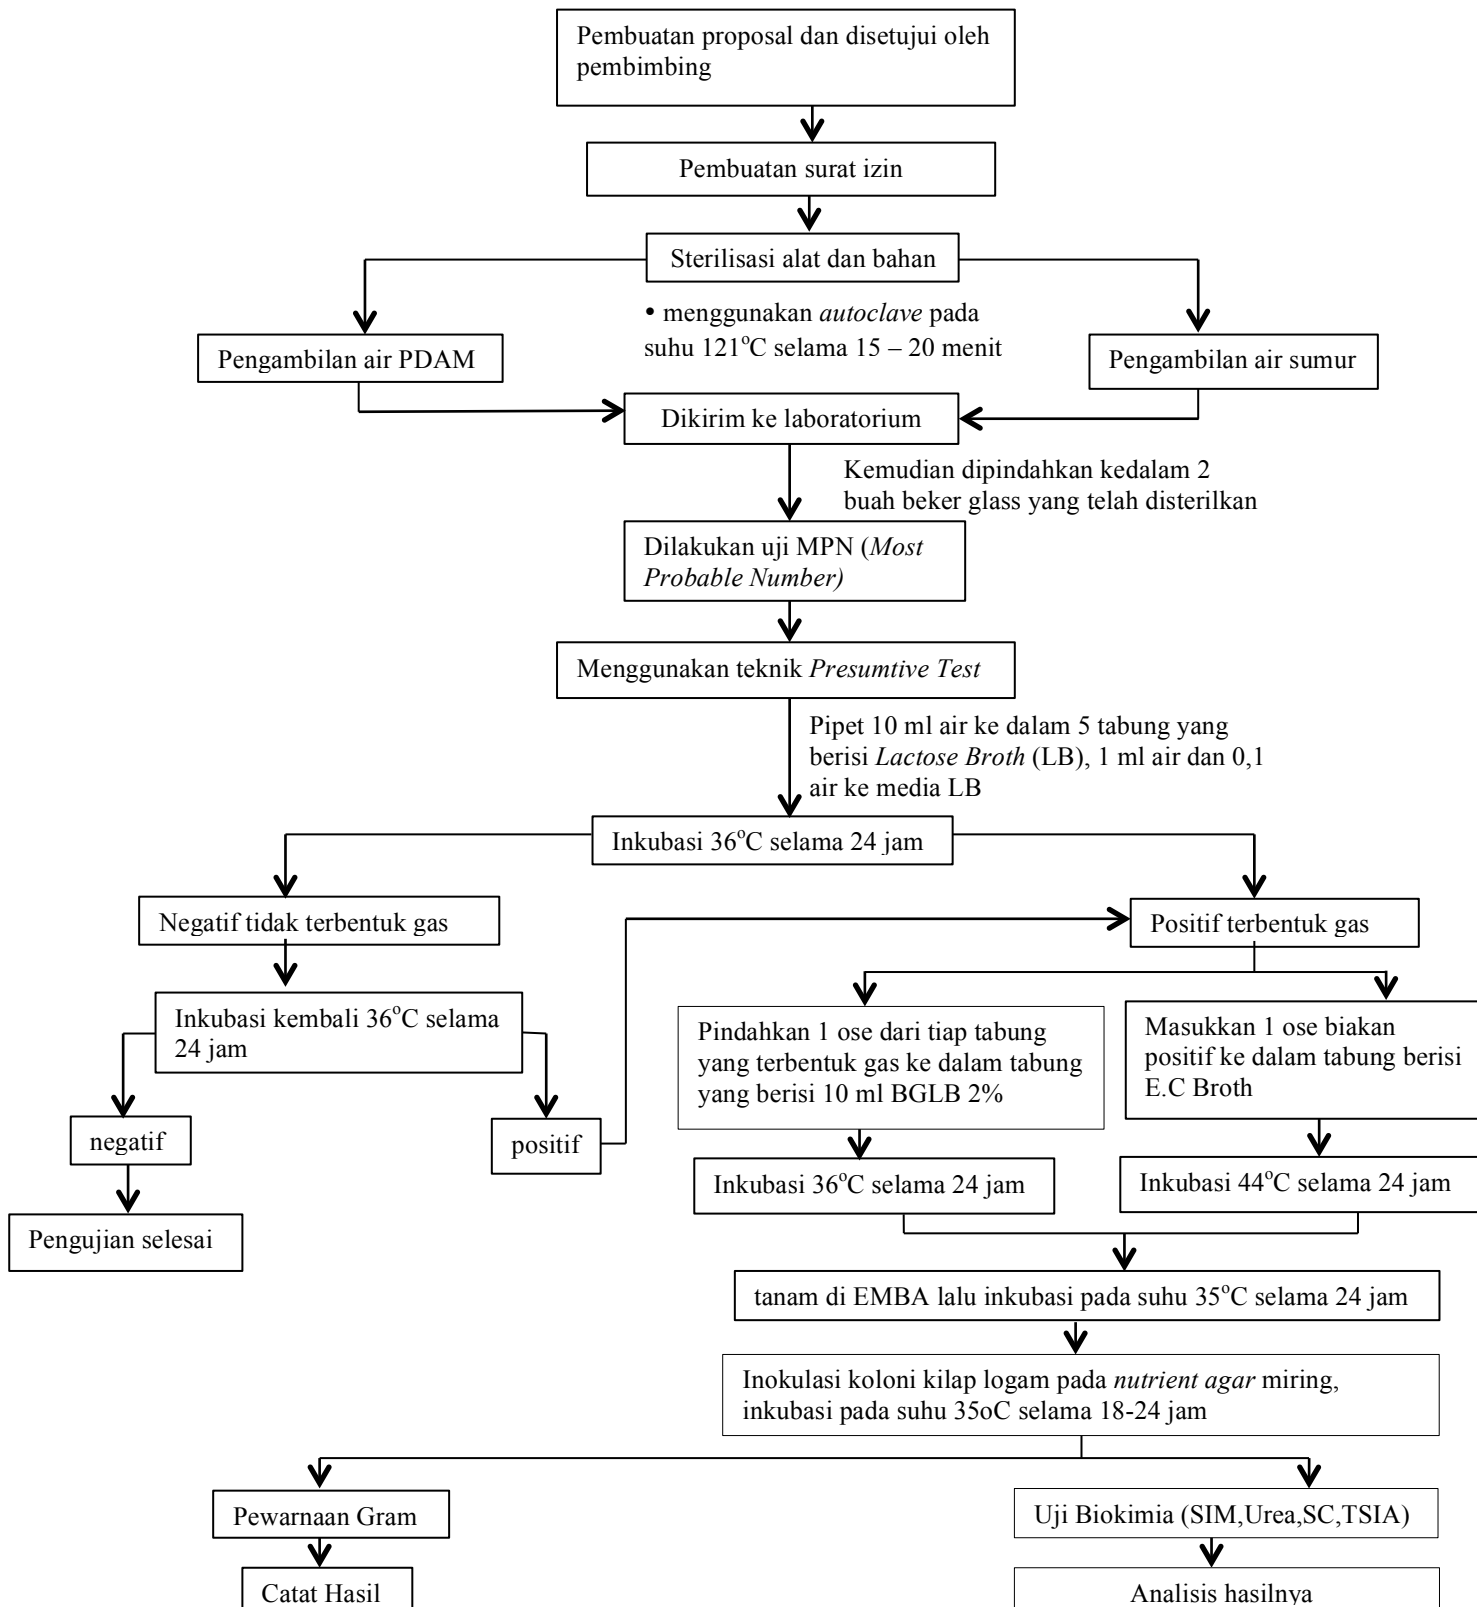 Pembuatan proposal dan disetujui oleh
pembimbing
Pembuatan surat izin
Sterilisasi alat dan bahan
• menggunakan autoclave pada
suhu 121°C selama 15 – 20 menit
Pengambilan air PDAM
Pengambilan air sumur
Dikirim ke laboratorium
Kemudian dipindahkan kedalam 2
buah beker glass yang telah disterilkan
Dilakukan uji MPN (Most
Probable Number)
Menggunakan teknik Presumtive Test
Pipet 10 ml air ke dalam 5 tabung yang
berisi Lactose Broth (LB), 1 ml air dan 0,1
air ke media LB
Inkubasi 36°C selama 24 jam
Negatif tidak terbentuk gas
Positif terbentuk gas
Inkubasi kembali 36°C selama
24 jam
negatif
positif
Pengujian selesai
Pindahkan 1 ose dari tiap tabung
yang terbentuk gas ke dalam tabung
yang berisi 10 ml BGLB 2%
Masukkan 1 ose biakan
positif ke dalam tabung berisi
E.C Broth
Inkubasi 36°C selama 24 jam
Inkubasi 44°C selama 24 jam
tanam di EMBA lalu inkubasi pada suhu 35°C selama 24 jam
Inokulasi koloni kilap logam pada nutrient agar miring,
inkubasi pada suhu 35oC selama 18-24 jam
Pewarnaan Gram
Uji Biokimia (SIM,Urea,SC,TSIA)
Catat Hasil
Analisis hasilnya